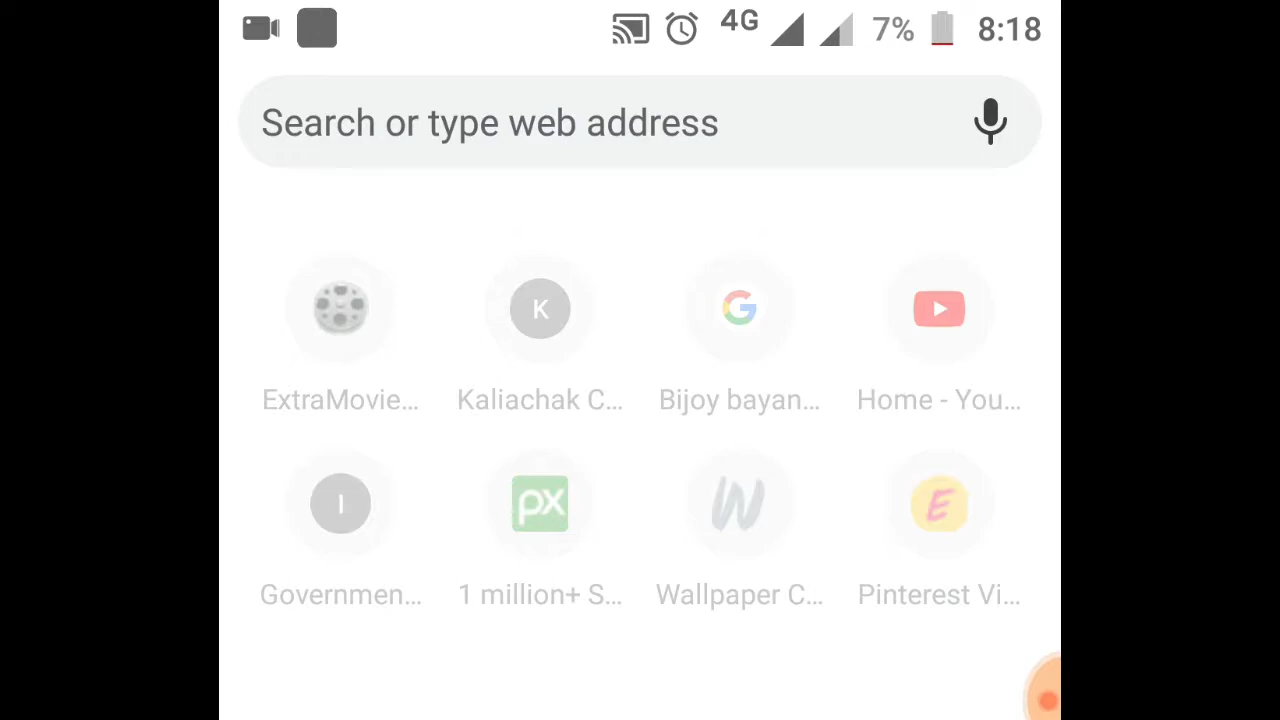 4G 7% 8:18
Search or type web address
K
ExtraMovie... Kaliachak C... Bijoy bayan... Home - You...
I px W E
Governmen... 1 million+ S... Wallpaper C... Pinterest Vi...